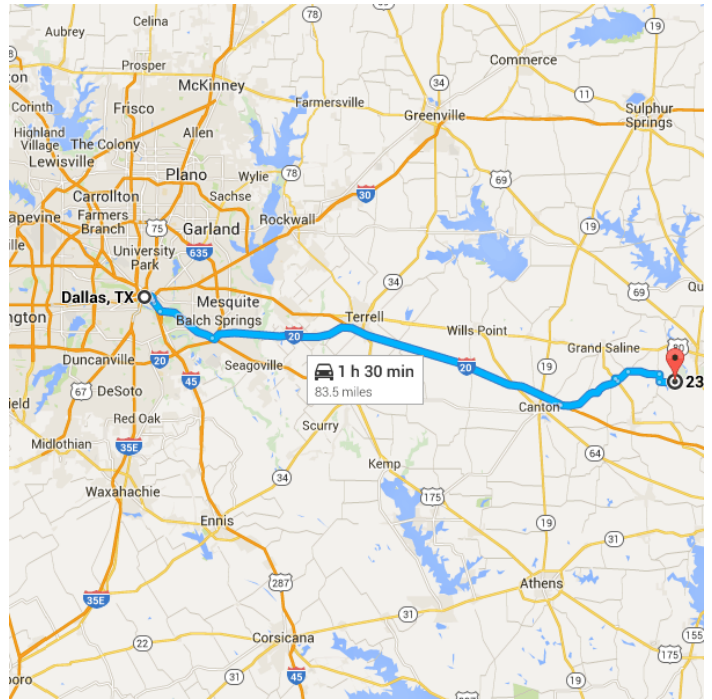 78
19
Celina
Aubrey
Commerce
Prosper
McKinney
34
11
Corinth
Frisco
Farmersville
Sulphur
Springs
Greenville
Highland
Village
The Colony
Allen
Lewisville
Plano
Wylie
78
69
Carrollton
Sachse
30
Farmers
Branch
75
Rockwall
Garland
19
University
Park
635
69
34
Dallas, TX
Mesquite
Terrell
Balch Springs
Wills Point
80
20
Grand Saline
Seagoville
Duncanville
20
1 h 30 min
83.5 miles
20
19
23
45
67
DeSoto
Canton
Red Oak
Scurry
Midlothian
35E
64
Kemp
34
175
Waxahachie
Ennis
19
31
287
Athens
35E
31
155
22
Corsicana
175
31
45
19